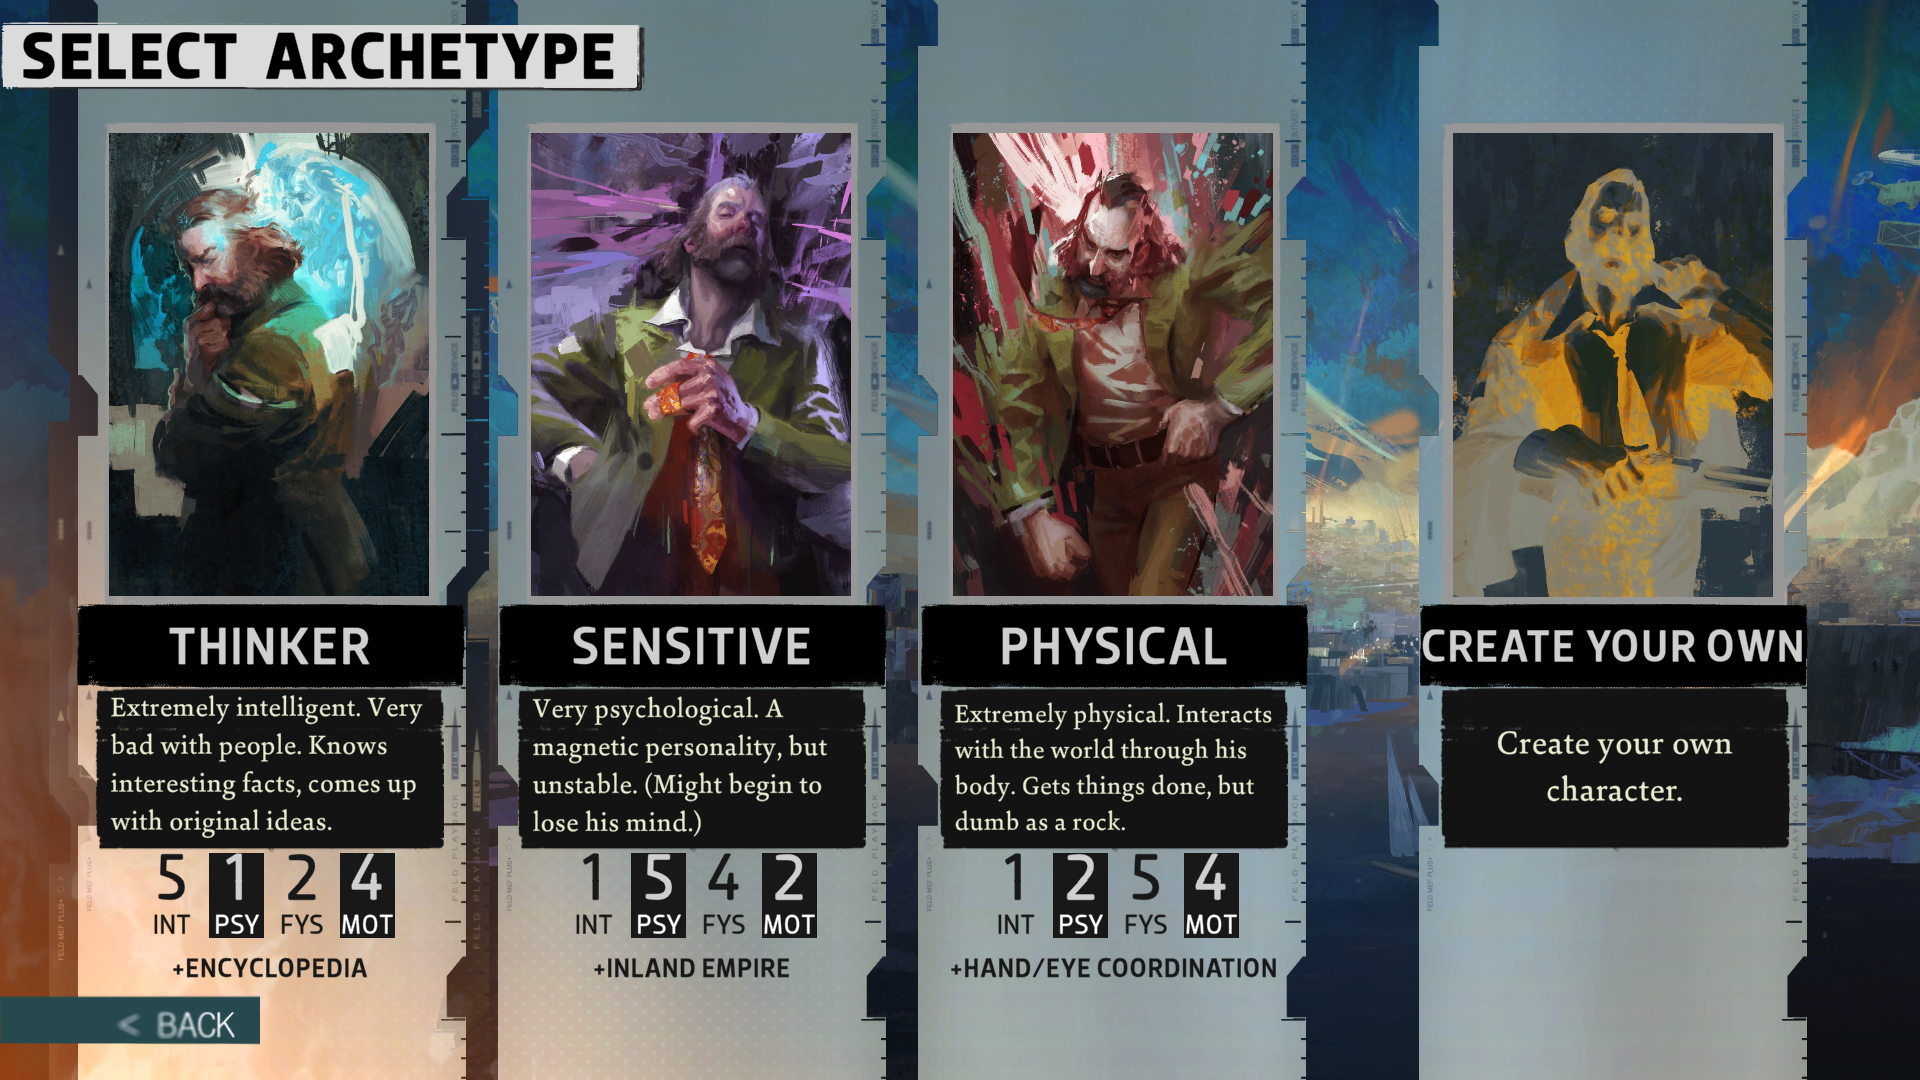 SELECT ARCHETYPE
THINKER
Extremely intelligent. Very
bad with people. Knows
interesting facts, comes up
with original ideas.
5 1 2 4
INT PSY FYS MOT
+ENCYCLOPEDIA
SENSITIVE
Very psychological. A
magnetic personality, but
unstable. (Might begin to
lose his mind.)
1 5 4 2
INT PSY FYS MOT
+INLAND EMPIRE
PHYSICAL
Extremely physical. Interacts
with the world through his
body. Gets things done, but
dumb as a rock.
1 2 5 4
INT PSY FYS MOT
+HAND/EYE COORDINATION
CREATE YOUR OWN
Create your own
character.
< BACK